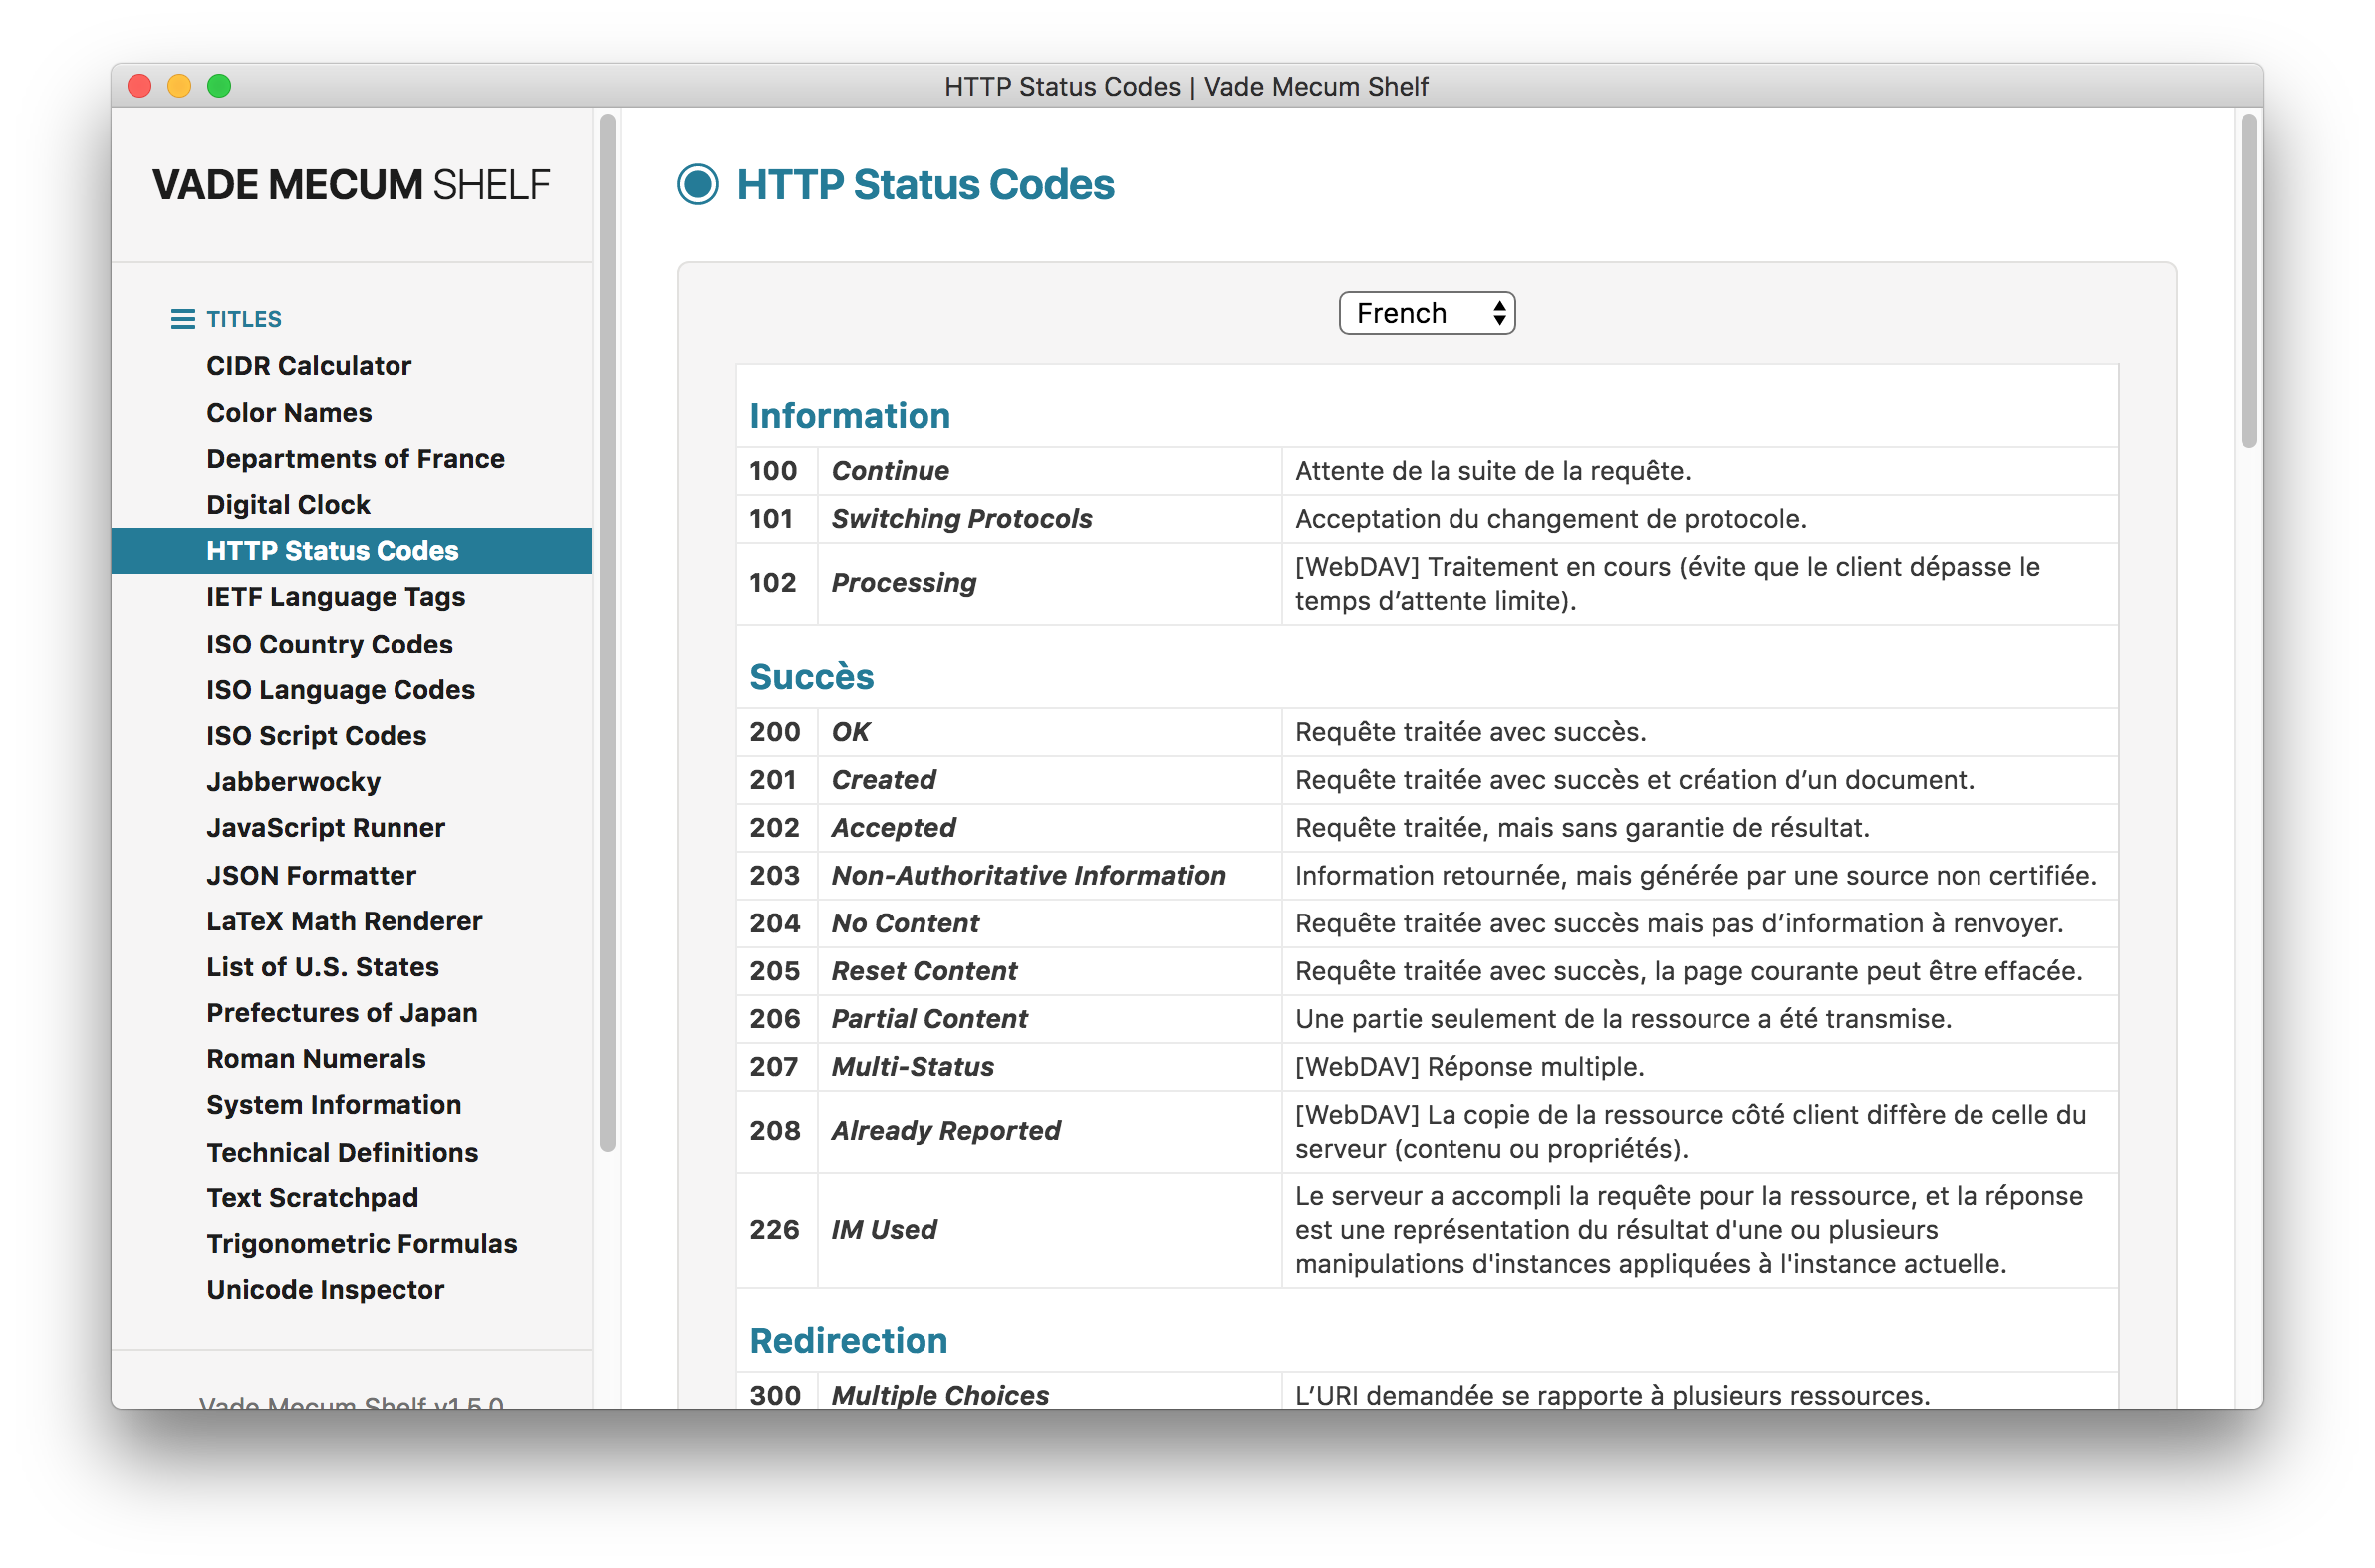 HTTP Status Codes | Vade Mecum Shelf
VADE MECUM SHELF
TITLES
CIDR Calculator
Color Names
Departments of France
Digital Clock
HTTP Status Codes
IETF Language Tags
ISO Country Codes
ISO Language Codes
ISO Script Codes
Jabberwocky
JavaScript Runner
JSON Formatter
LaTeX Math Renderer
List of U.S. States
Prefectures of Japan
Roman Numerals
System Information
Technical Definitions
Text Scratchpad
Trigonometric Formulas
Unicode Inspector
Vade Mecum Shelf v1.5.0
HTTP Status Codes
French
Information
100 Continue Attente de la suite de la requête.
101 Switching Protocols Acceptation du changement de protocole.
102 Processing [WebDAV] Traitement en cours (évite que le client dépasse le
temps d’attente limite).
Succès
200 OK Requête traitée avec succès.
201 Created Requête traitée avec succès et création d’un document.
202 Accepted Requête traitée, mais sans garantie de résultat.
203 Non-Authoritative Information Information retournée, mais générée par une source non certifiée.
204 No Content Requête traitée avec succès mais pas d’information à renvoyer.
205 Reset Content Requête traitée avec succès, la page courante peut être effacée.
206 Partial Content Une partie seulement de la ressource a été transmise.
207 Multi-Status [WebDAV] Réponse multiple.
208 Already Reported [WebDAV] La copie de la ressource côté client diffère de celle du
serveur (contenu ou propriétés).
226 IM Used Le serveur a accompli la requête pour la ressource, et la réponse
est une représentation du résultat d'une ou plusieurs
manipulations d'instances appliquées à l'instance actuelle.
Redirection
300 Multiple Choices L’URI demandée se rapporte à plusieurs ressources.